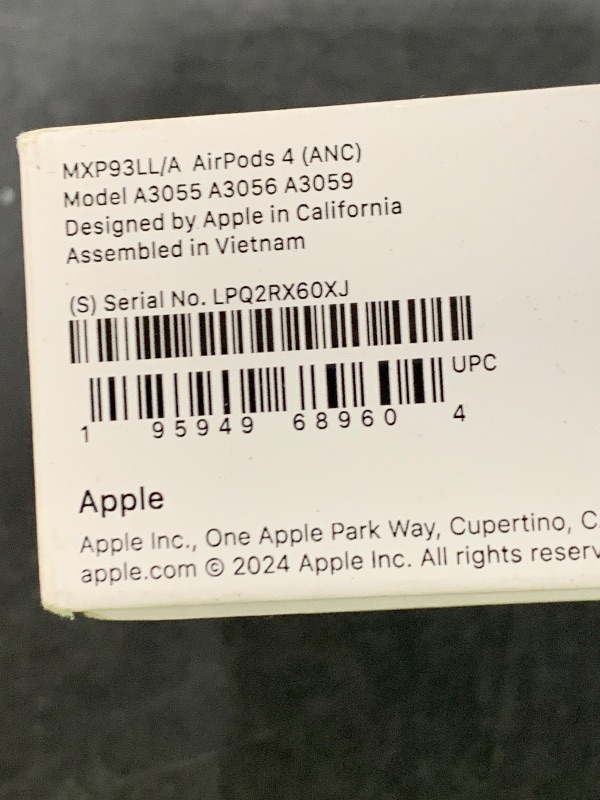 MXP93LL/A AirPods 4 (ANC)
Model A3055 A3056 A3059
Designed by Apple in California
Assembled in Vietnam
(S) Serial No. LPQ2RX60XJ
UPC
1 95949 68960 4
Apple
Apple Inc., One Apple Park Way, Cupertino, C
apple.com © 2024 Apple Inc. All rights reserv